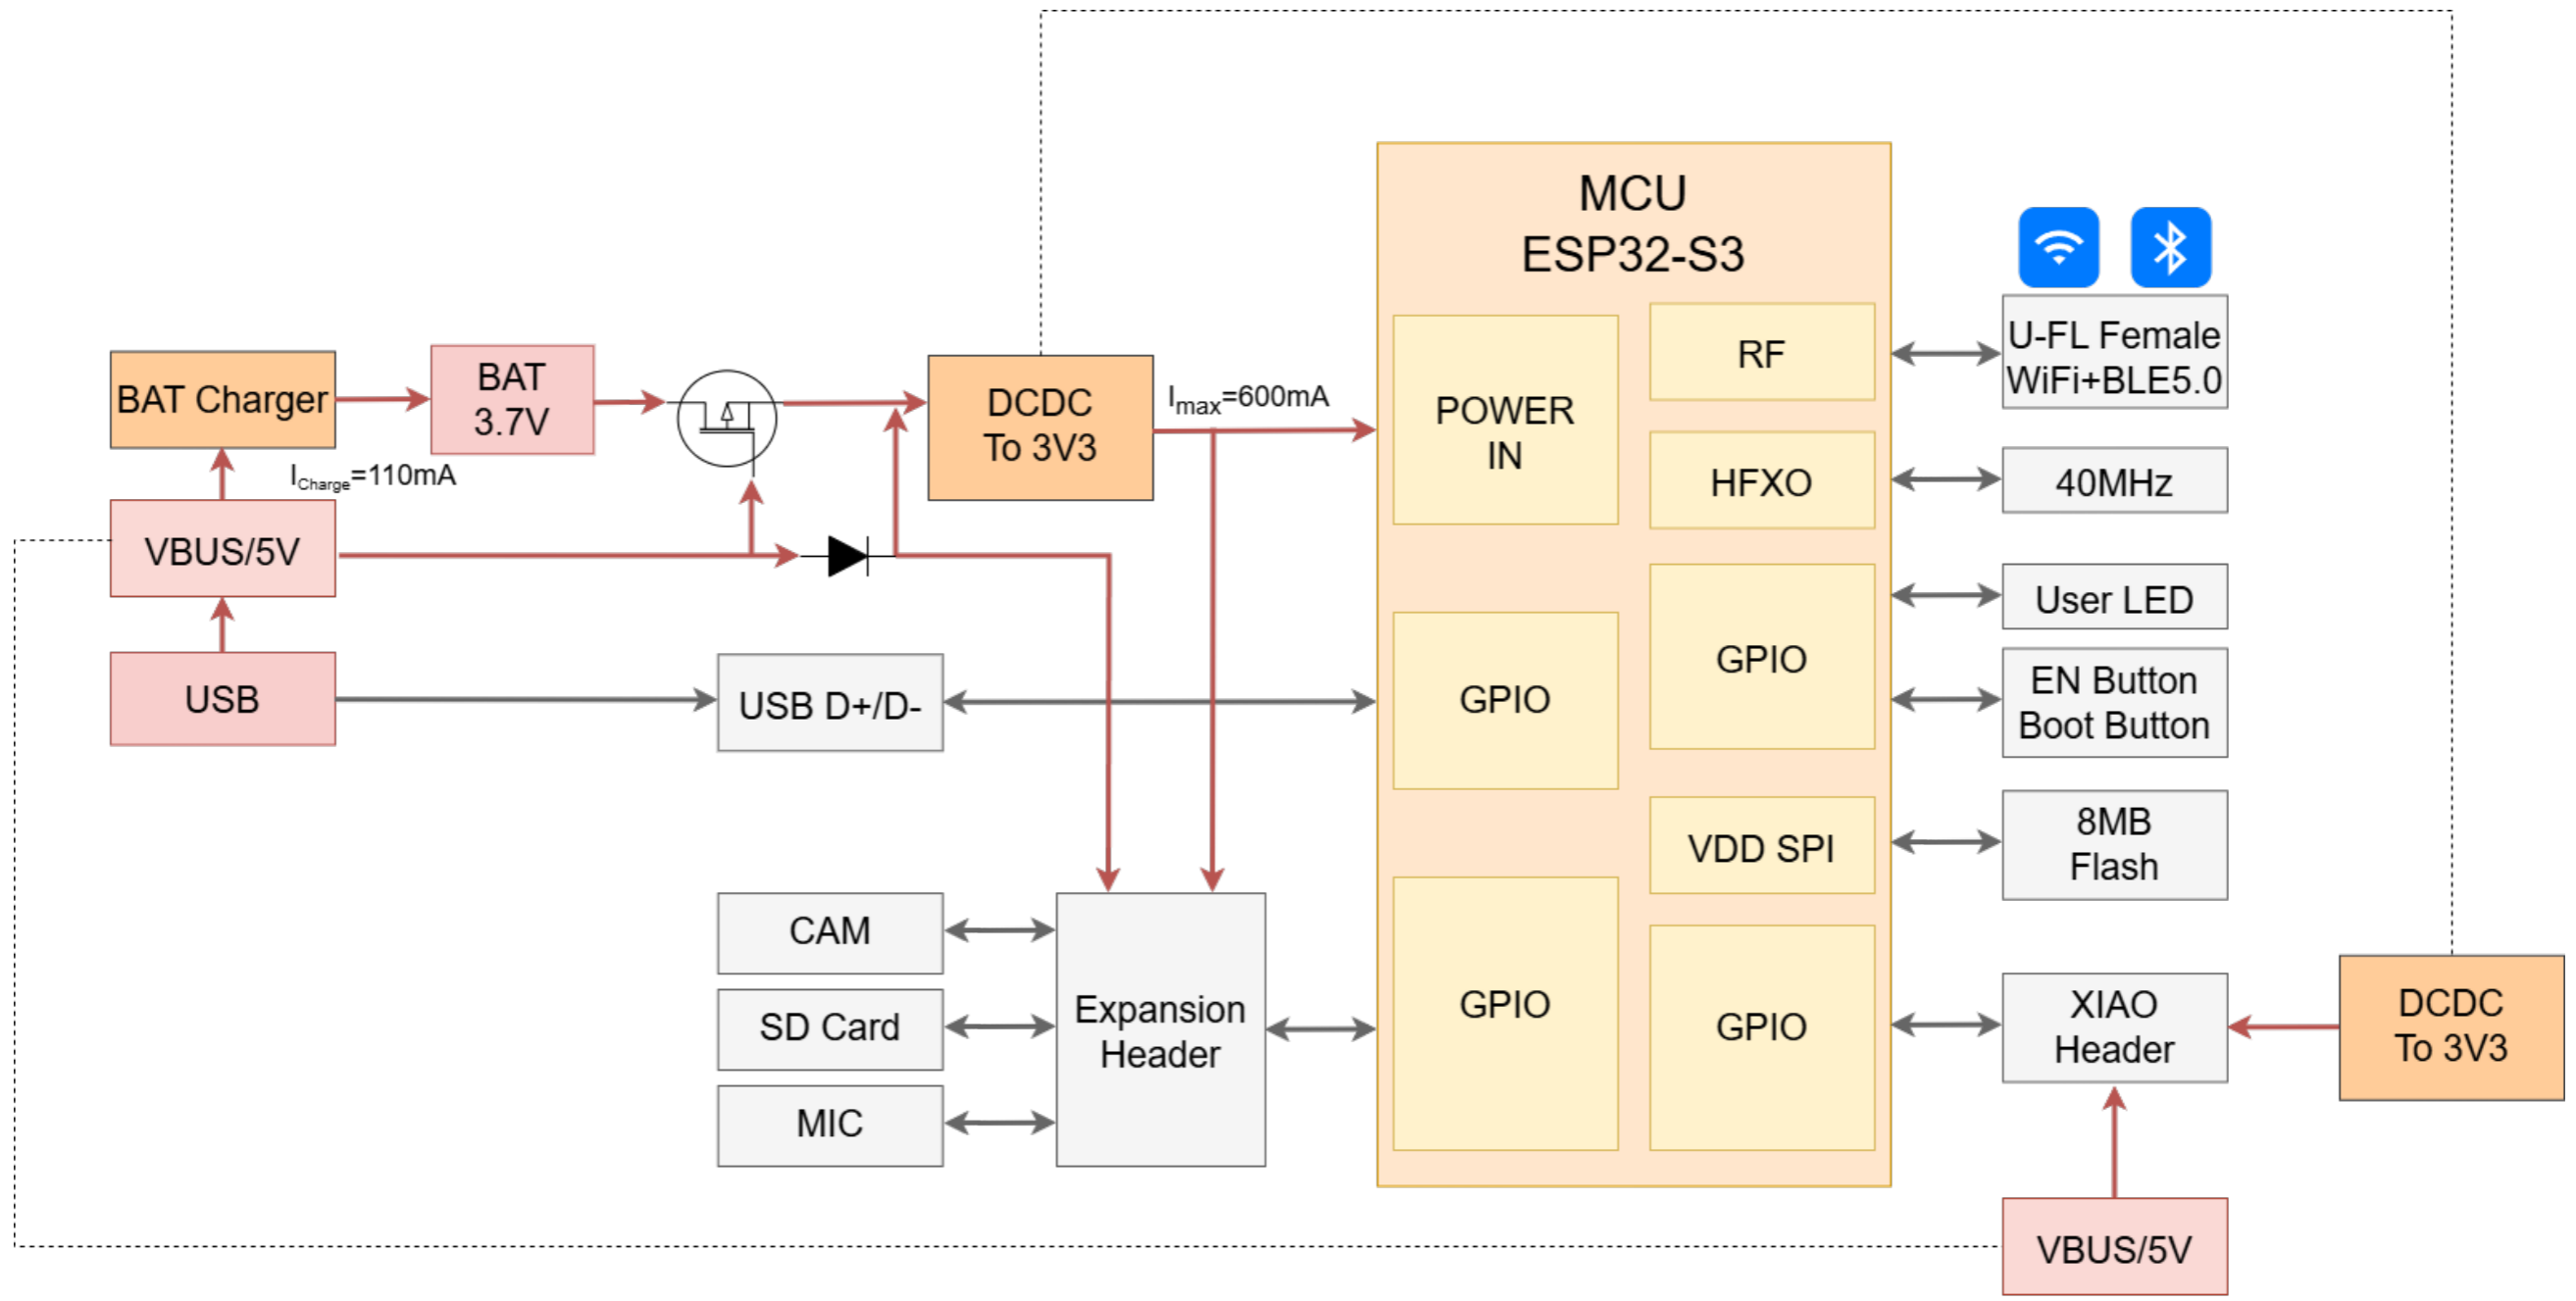 MCU
ESP32-S3
POWER
IN
RF
HFXO
GPIO
GPIO
VDD SPI
GPIO
GPIO
BAT Charger
BAT
3.7V
DCDC
To 3V3
Imax=600mA
ICharge=110mA
VBUS/5V
USB
USB D+/D-
CAM
SD Card
MIC
Expansion
Header
U-FL Female
WiFi+BLE5.0
40MHz
User LED
EN Button
Boot Button
8MB
Flash
XIAO
Header
DCDC
To 3V3
VBUS/5V